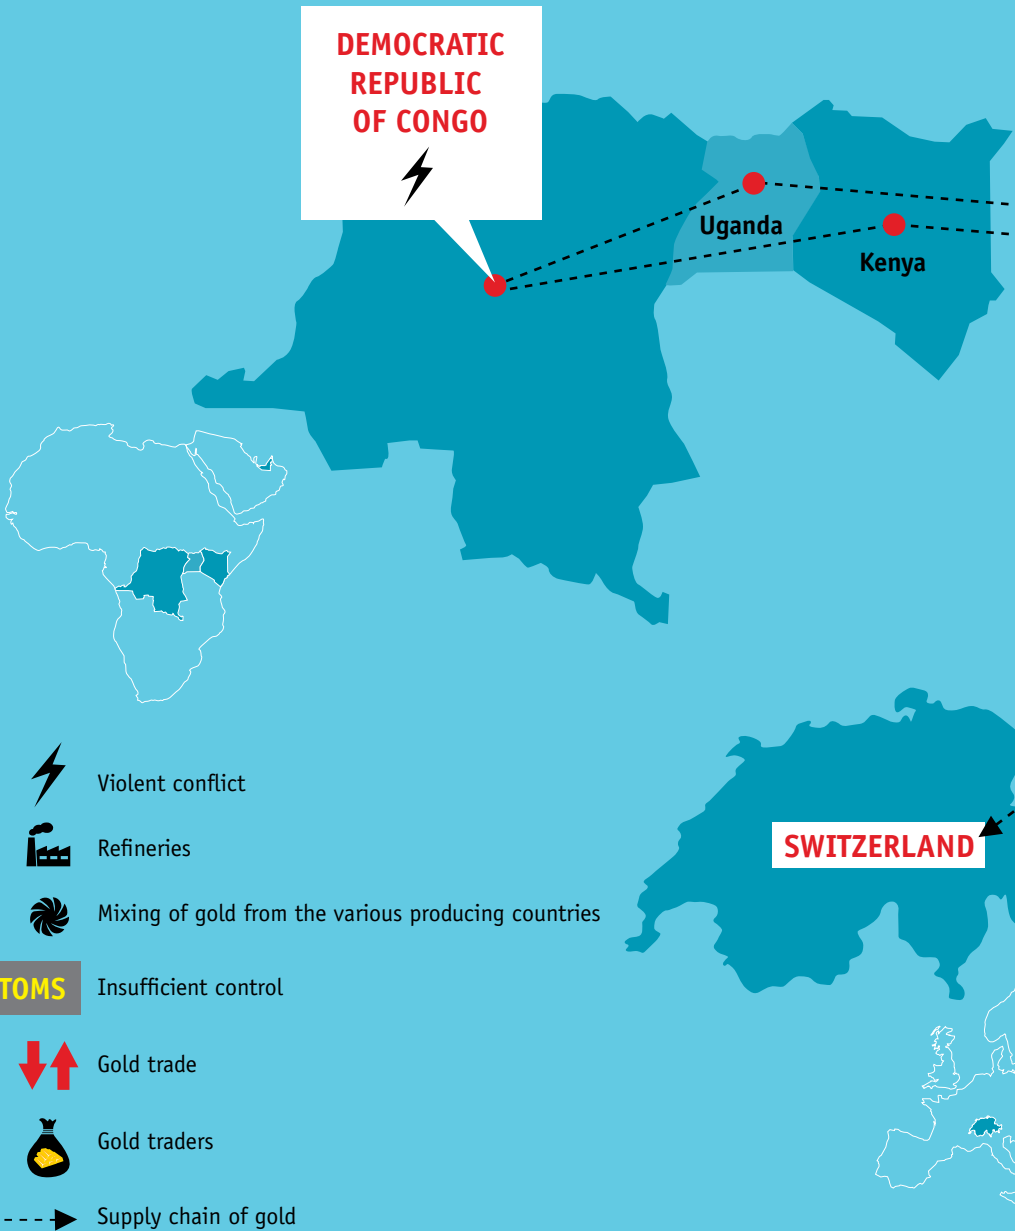 DEMOCRATIC
REPUBLIC
OF CONGO
Uganda
Kenya
Violent conflict
Refineries
SWITZERLAND
Mixing of gold from the various producing countries
TOMS
Insufficient control
Gold trade
Gold traders
Supply chain of gold